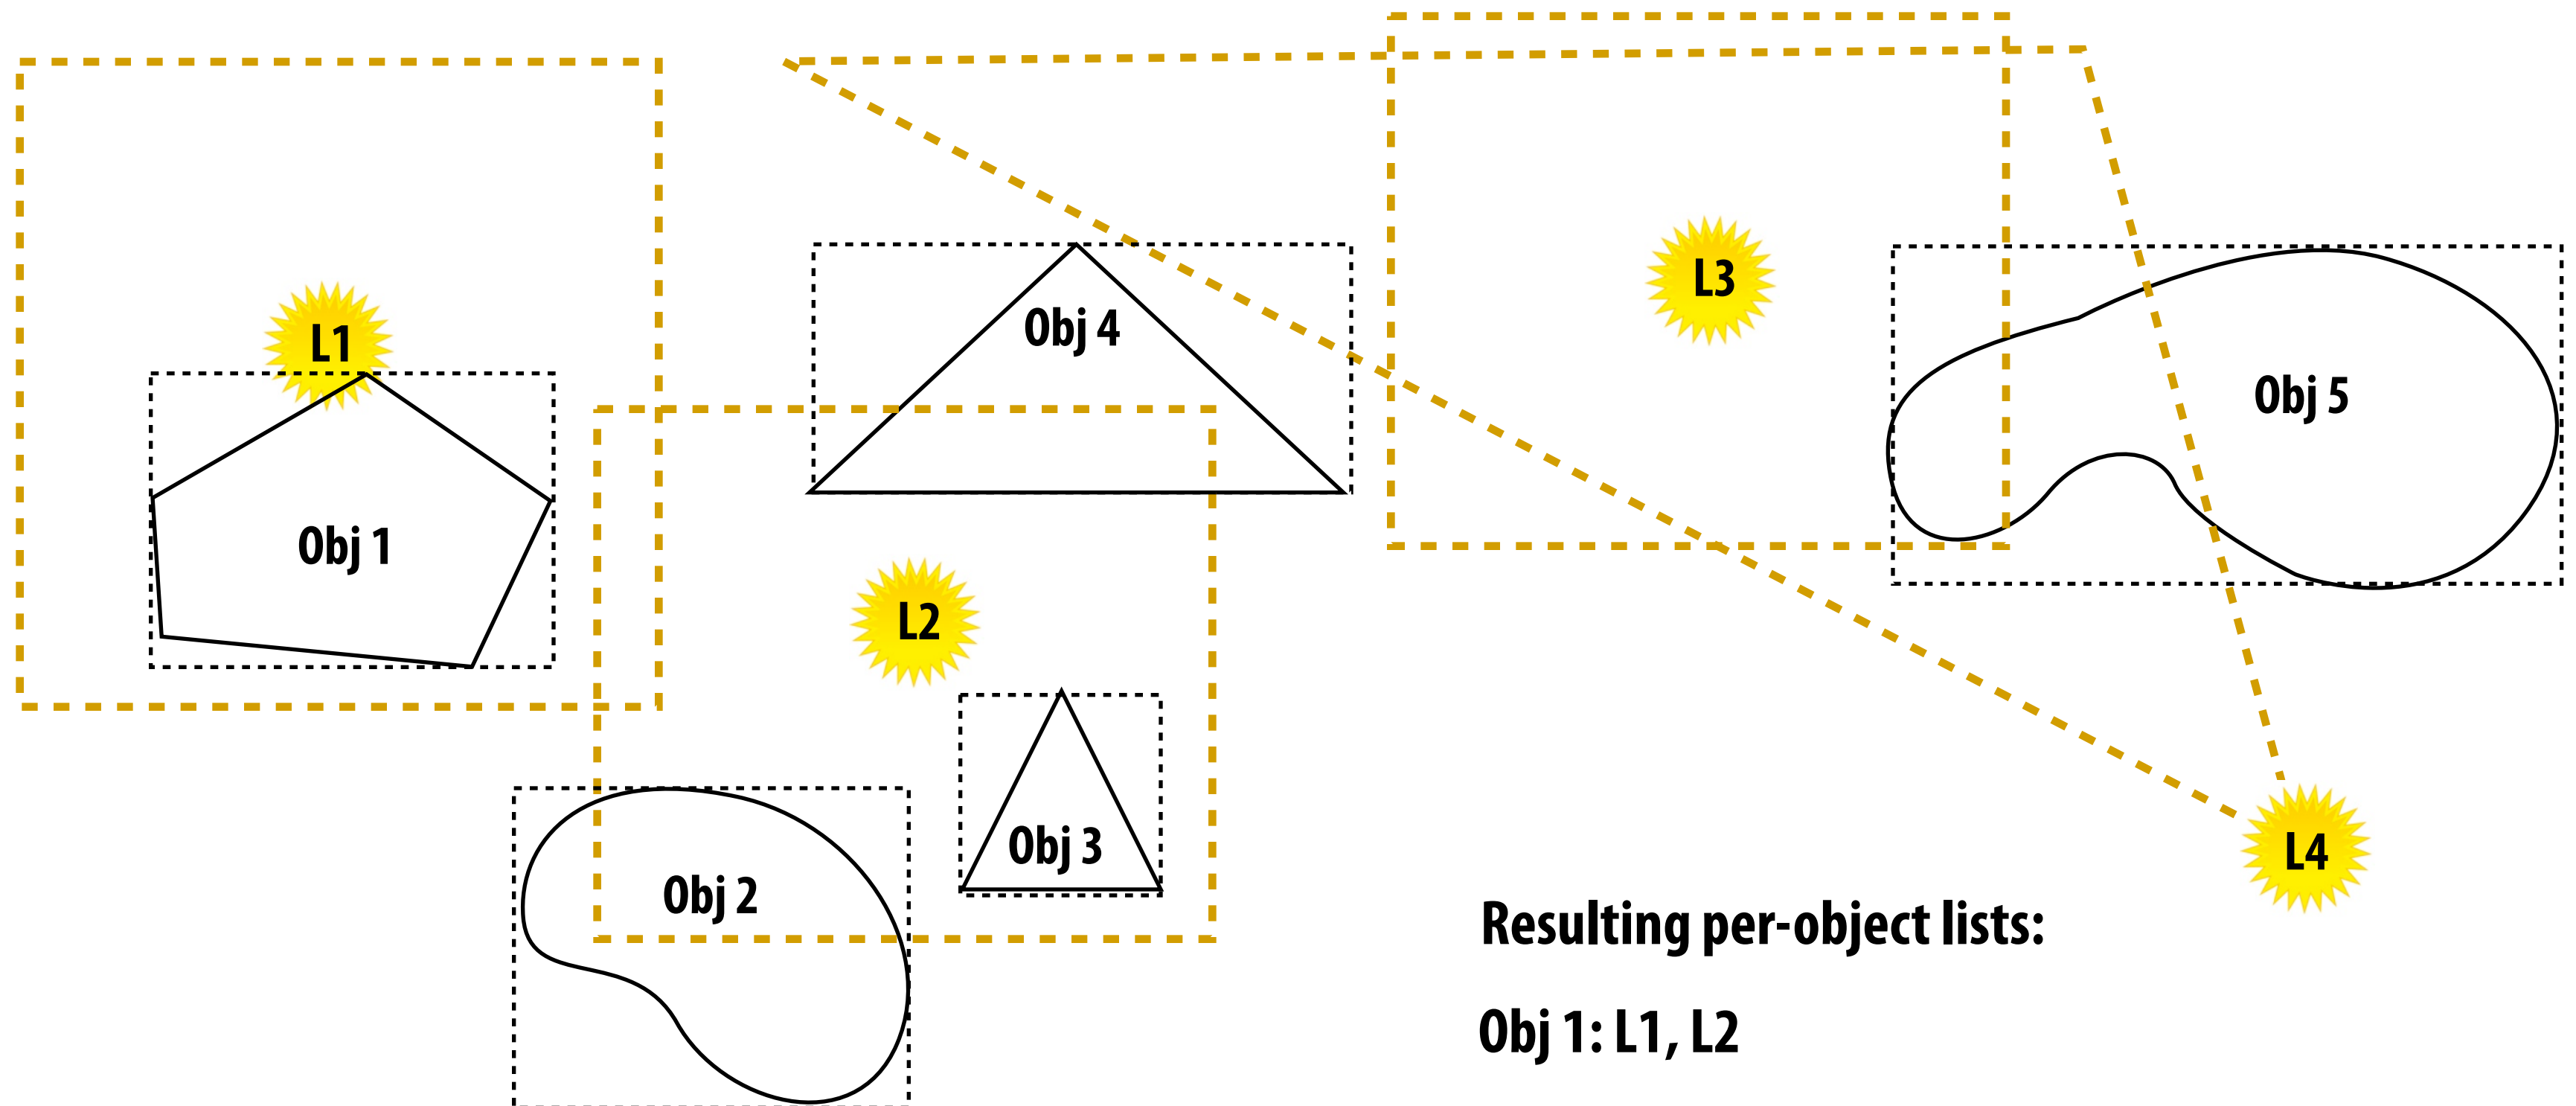 L1
L3
Obj 4
Obj 5
Obj 1
L2
Obj 3
L4
Obj 2
Resulting per-object lists:
Obj 1: L1, L2